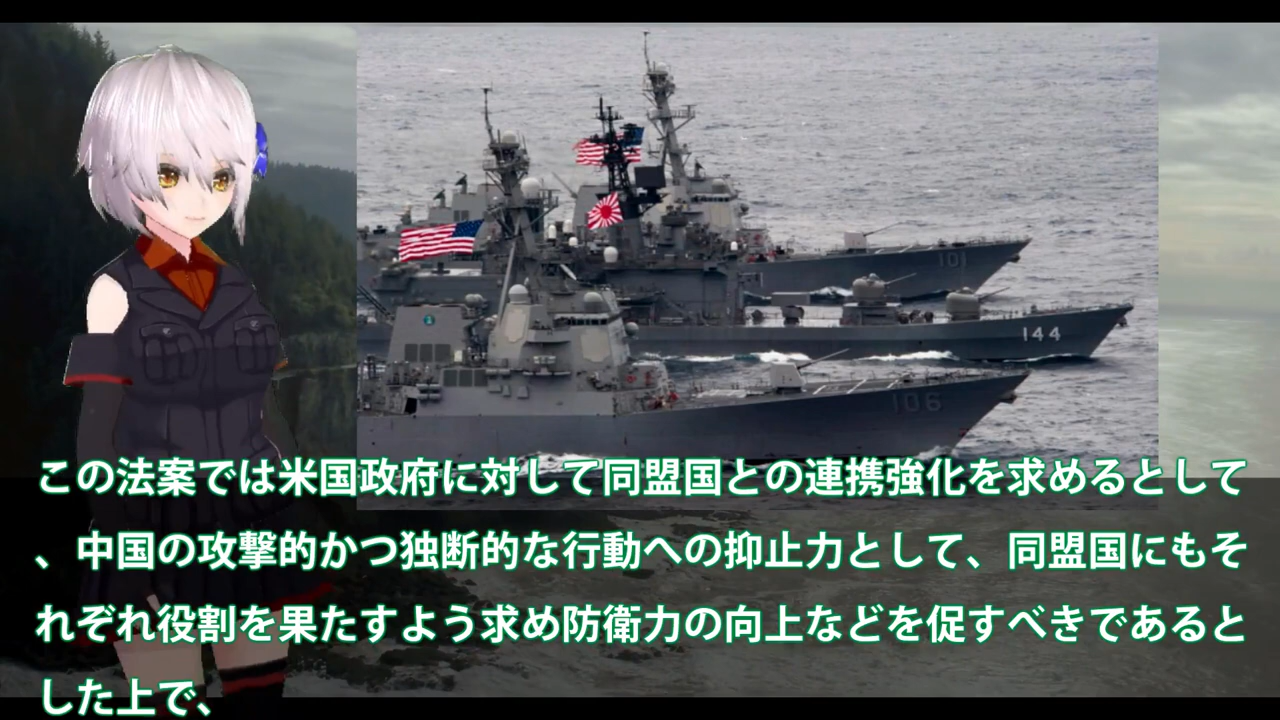 101
144
106
この法案では米国政府に対して同盟国との連携強化を求めるとして
、中国の攻撃的かつ独断的な行動への抑止力として、同盟国にもそ
れぞれ役割を果たすよう求め防衛力の向上などを促すべきであると
した上で、